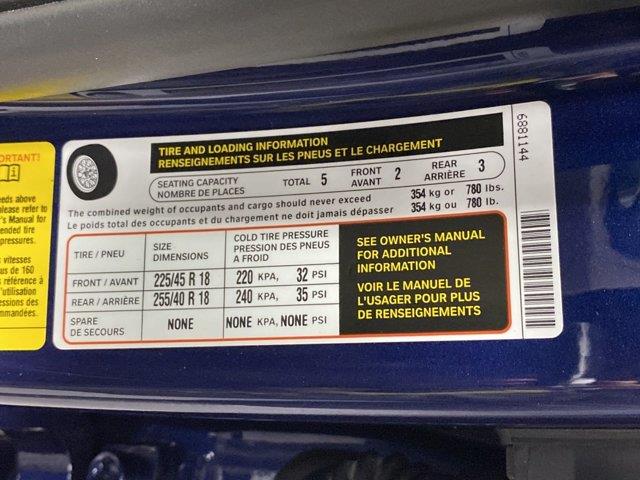 TIRE AND LOADING INFORMATION
RENSEIGNEMENTS SUR LES PNEUS ET LE CHARGEMENT
SEATING CAPACITY
NOMBRE DE PLACES
TOTAL 5
FRONT
AVANT 2
REAR
ARRIÈRE 3
The combined weight of occupants and cargo should never exceed 354 kg or 780 lbs.
Le poids total des occupants et du chargement ne doit jamais dépasser 354 kg ou 780 lb.
TIRE / PNEU
SIZE
DIMENSIONS
COLD TIRE PRESSURE
PRESSION DES PNEUS
A FROID
FRONT / AVANT 225/45 R 18 220 KPA, 32 PSI
REAR / ARRIÈRE 255/40 R 18 240 KPA, 35 PSI
SPARE
DE SECOURS
NONE NONE KPA, NONE PSI
SEE OWNER'S MANUAL
FOR ADDITIONAL
INFORMATION
VOIR LE MANUEL DE
L'USAGER POUR PLUS
DE RENSEIGNEMENTS
6881144
eeds above
please refer to
's Manual for
ended tire
pressures.
vitesses
us de 160
référence à
'utilisation
essions des
mmandées.